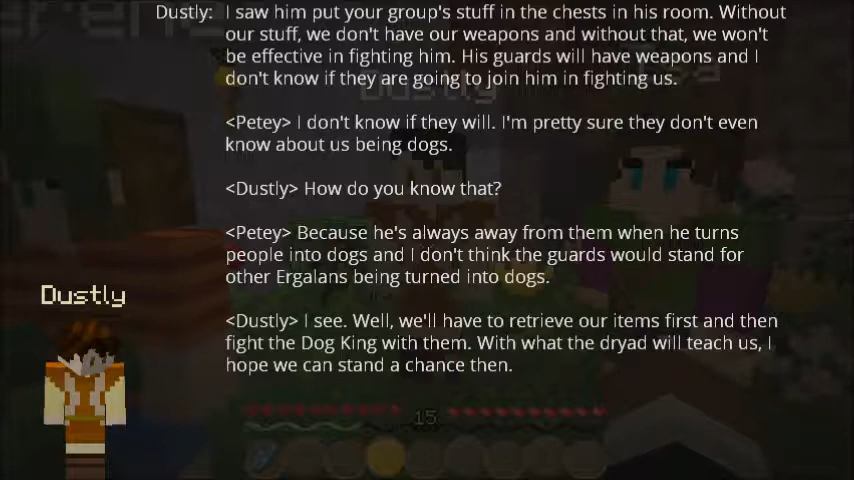 Dustly: I saw him put your group's stuff in the chests in his room. Without
our stuff, we don't have our weapons and without that, we won't
be effective in fighting him. His guards will have weapons and I
don't know if they are going to join him in fighting us.
<Petey> I don't know if they will. I'm pretty sure they don't even
know about us being dogs.
<Dustly> How do you know that?
<Petey> Because he's always away from them when he turns
people into dogs and I don't think the guards would stand for
other Ergalans being turned into dogs.
<Dustly> I see. Well, we'll have to retrieve our items first and then
fight the Dog King with them. With what the dryad will teach us, I
hope we can stand a chance then.
Dustly
Dustly
15